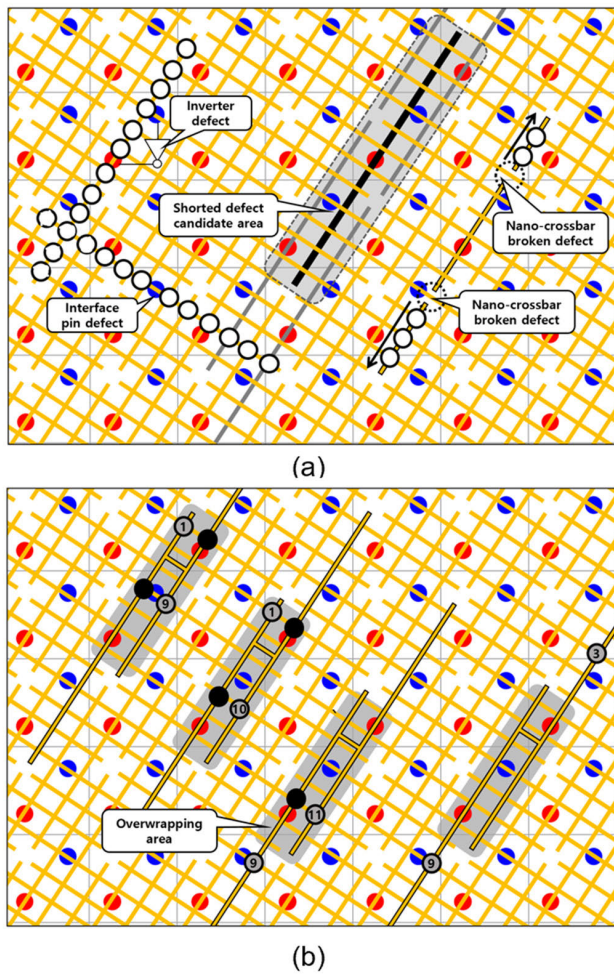 Inverter
defect
Shorted defect
candidate area
Nano-crossbar
broken defect
Interface
pin defect
Nano-crossbar
broken defect
(a)
1
1
9
3
10
11
Overwrapping
area
9
9
(b)